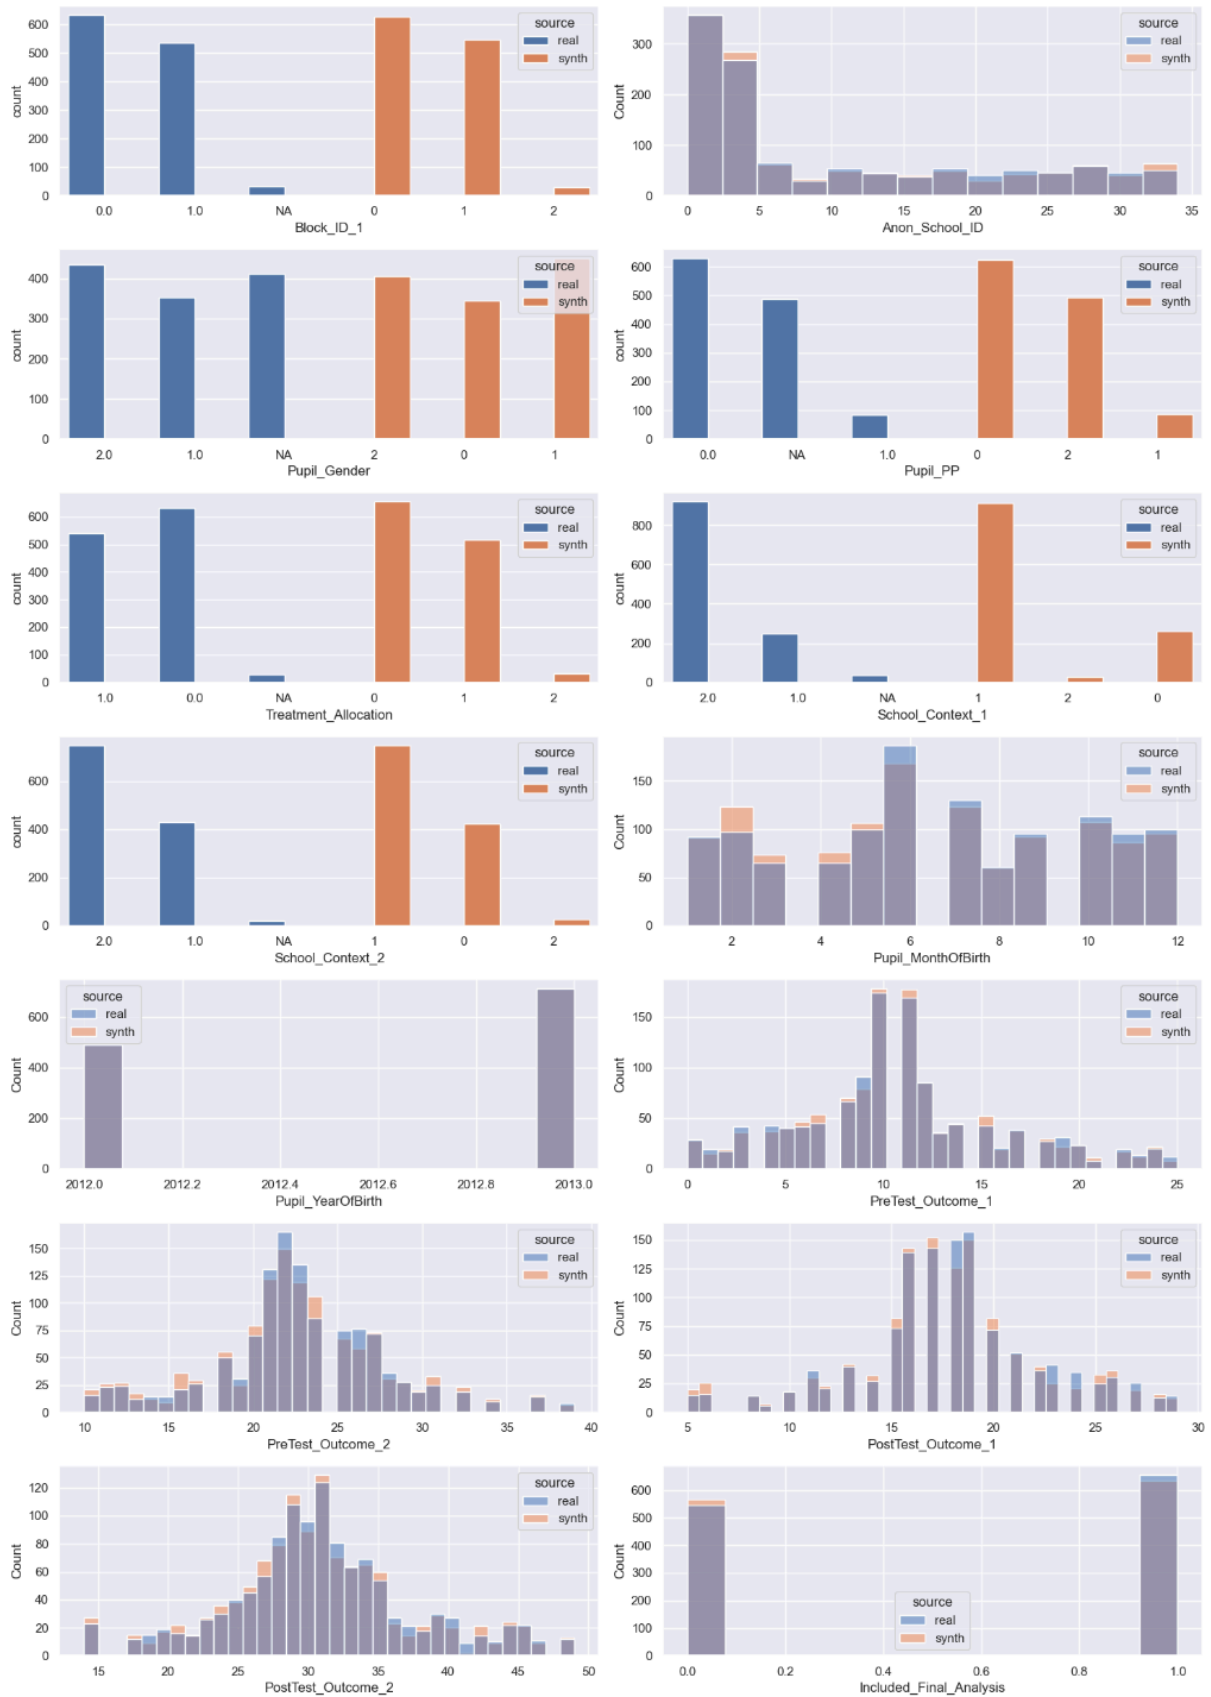 600
500
400
300
200
100
0
count
0.0 1.0 NA 0 1 2
Block_ID_1
source
real
synth
300
200
100
0
Count
0 5 10 15 20 25 30 35
Anon_School_ID
source
real
synth
400
300
200
100
0
count
2.0 1.0 NA 2 0 1
Pupil_Gender
source
real
synth
600
500
400
300
200
100
0
count
0.0 NA 1.0 0 2 1
Pupil_PP
source
real
synth
600
500
400
300
200
100
0
count
1.0 0.0 NA 0 1 2
Treatment_Allocation
source
real
synth
800
600
400
200
0
count
2.0 1.0 NA 1 2 0
School_Context_1
source
real
synth
600
400
200
0
count
2.0 1.0 NA 1 0 2
School_Context_2
source
real
synth
150
100
50
0
Count
2 4 6 8 10 12
Pupil_MonthOfBirth
source
real
synth
600
400
200
0
Count
2012.0 2012.2 2012.4 2012.6 2012.8 2013.0
Pupil_YearOfBirth
source
real
synth
150
100
50
0
Count
0 5 10 15 20 25
PreTest_Outcome_1
source
real
synth
150
125
100
75
50
25
0
Count
10 15 20 25 30 35 40
PreTest_Outcome_2
source
real
synth
150
125
100
75
50
25
0
Count
5 10 15 20 25 30
PostTest_Outcome_1
source
real
synth
120
100
80
60
40
20
0
Count
15 20 25 30 35 40 45 50
PostTest_Outcome_2
source
real
synth
600
500
400
300
200
100
0
Count
0.0 0.2 0.4 0.6 0.8 1.0
Included_Final_Analysis
source
real
synth